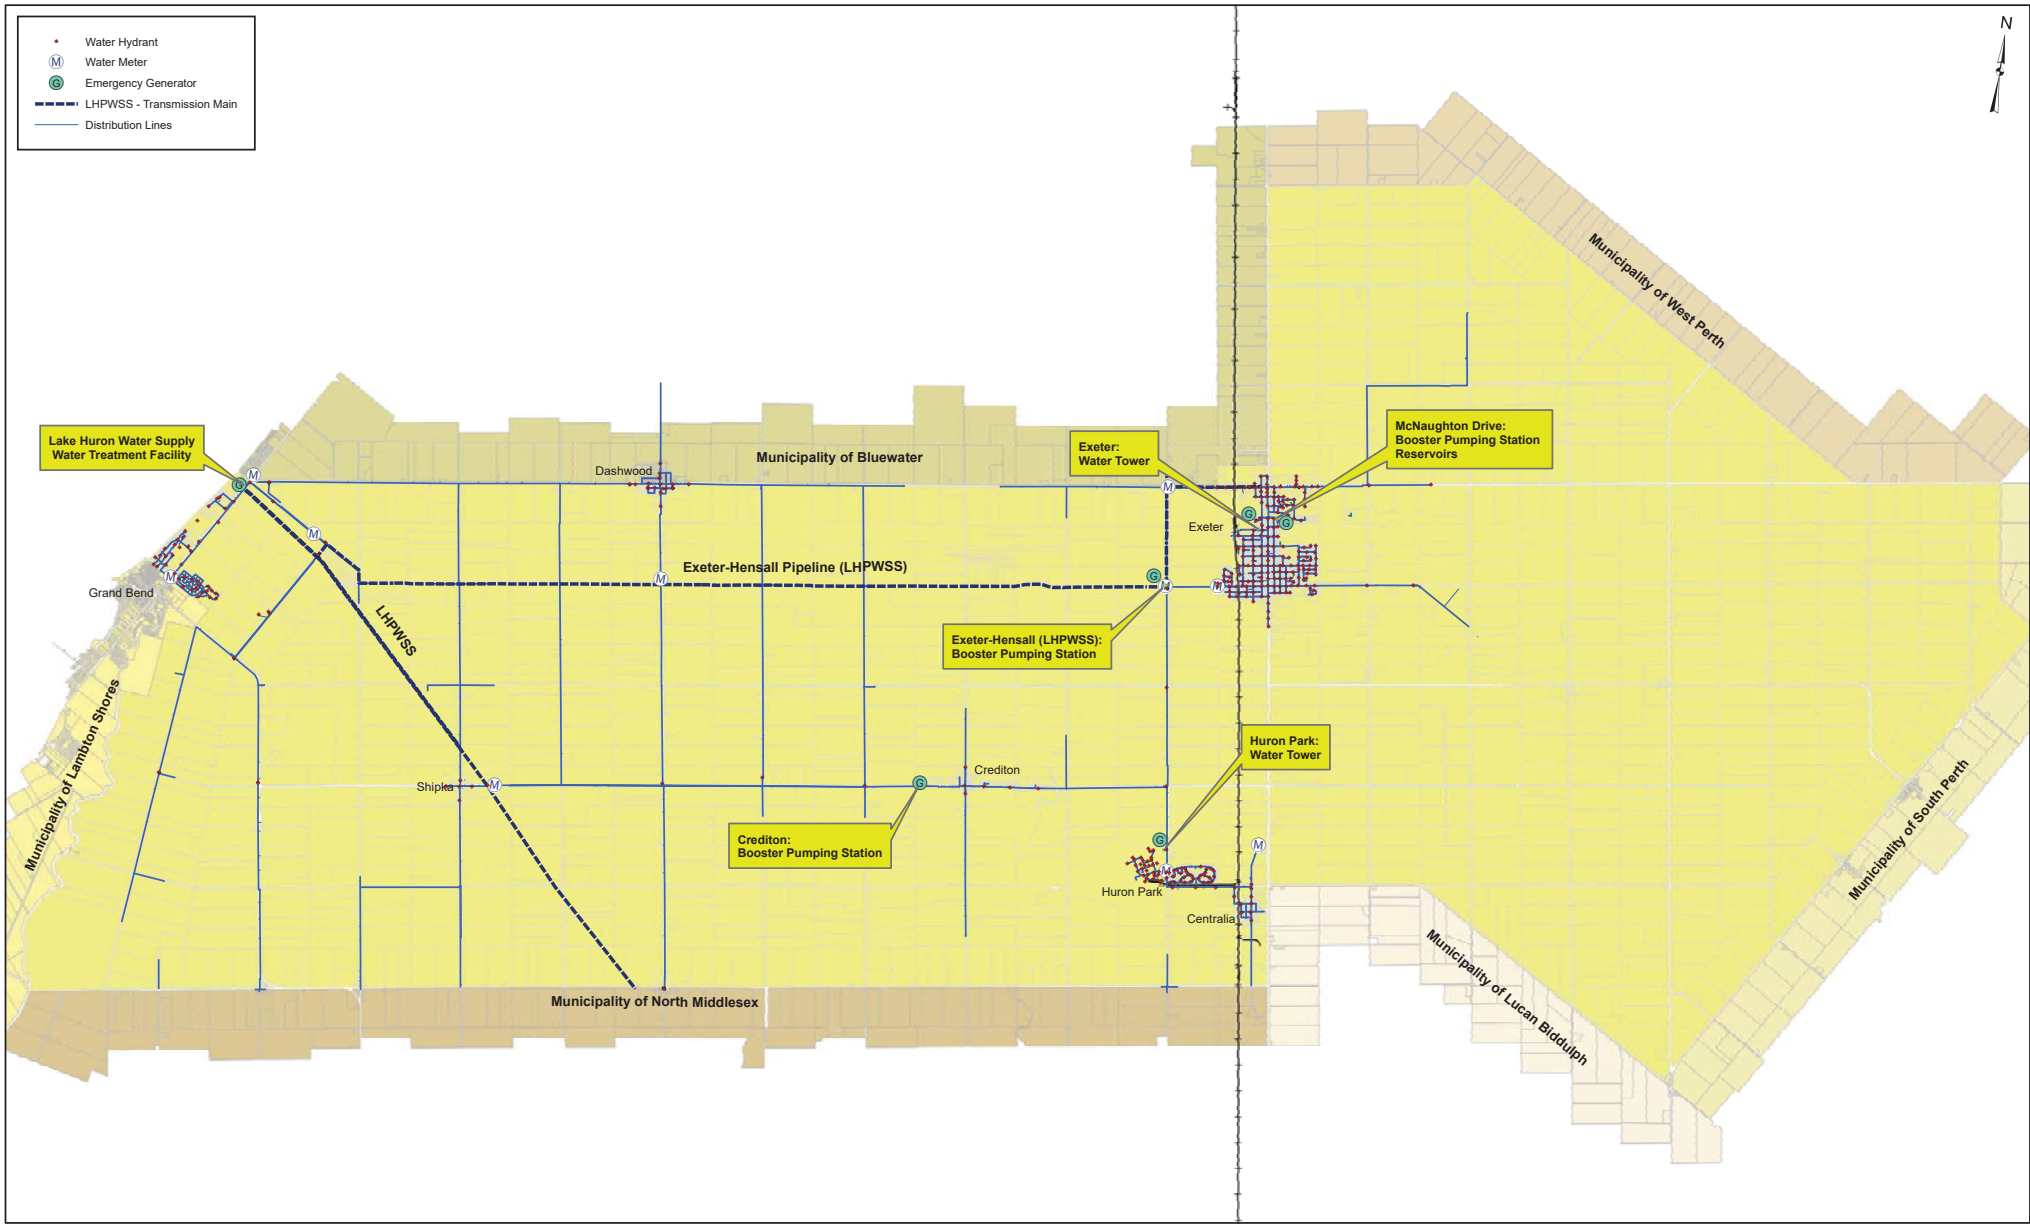 Water Hydrant
M Water Meter
G Emergency Generator
LHPWSS - Transmission Main
Distribution Lines
N
Municipality of West Perth
Lake Huron Water Supply
Water Treatment Facility
M
G
Dashwood
Municipality of Bluewater
Exeter:
Water Tower
McNaughton Drive:
Booster Pumping Station
Reservoirs
M
G
G
Exeter
M
Exeter-Hensall Pipeline (LHPWSS)
M
G
M
M
M
Grand Bend
LHPWSS
Exeter-Hensall (LHPWSS):
Booster Pumping Station
Municipality of Lambton Shores
Huron Park:
Water Tower
Shipka
M
G
Crediton
Crediton:
Booster Pumping Station
G
M
M
Huron Park
Centralia
Municipality of South Perth
Municipality of North Middlesex
Municipality of Lucan Biddulph